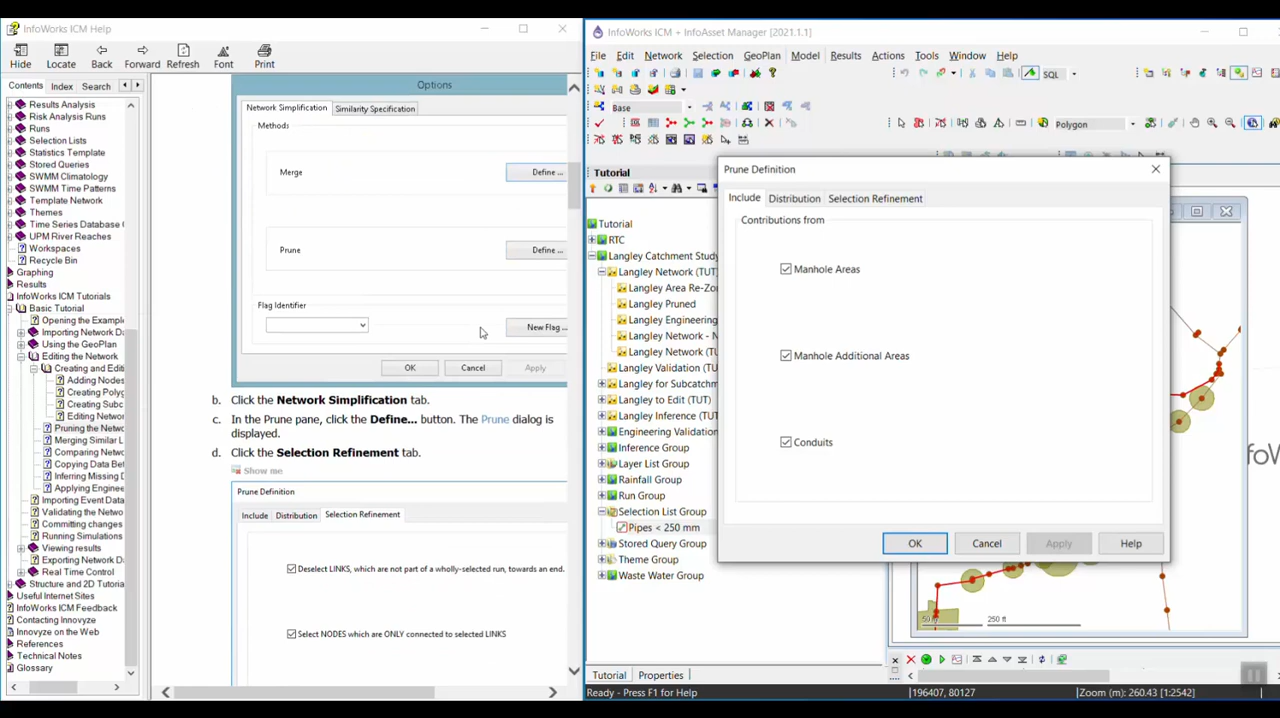 InfoWorks ICM Help
Hide Locate Back Forward Refresh Font Print
Contents Index Search
Results Analysis
Risk Analysis Runs
Runs
Selection Lists
Statistics Template
Stored Queries
SWMM Climatology
SWMM Time Patterns
Template Network
Themes
Time Series Database
UPM River Reaches
Workspaces
Recycle Bin
Graphing
Results
InfoWorks ICM Tutorials
Basic Tutorial
Opening the Exampl
Importing Network Da
Using the GeoPlan
Editing the Network
Creating and Edit
Adding Nodes
Creating Polyg
Creating Subc
Editing Networ
Pruning the Netwo
Merging Similar L
Comparing Netwo
Copying Data Bet
Inferring Missing D
Applying Enginee
Importing Event Data
Validating the Netwo
Committing changes
Running Simulations
Viewing results
Exporting Network D
Real Time Control
Structure and 2D Tutoria
Useful Internet Sites
InfoWorks ICM Feedback
Contacting Innovyze
Innovyze on the Web
References
Technical Notes
Glossary
Options
Network Simplification Similarity Specification
Methods
Merge Define ...
Prune Define ...
Flag Identifier
New Flag ...
OK Cancel Apply
b. Click the Network Simplification tab.
c. In the Prune pane, click the Define... button. The Prune dialog is
displayed.
d. Click the Selection Refinement tab.
Show me
Prune Definition
Include Distribution Selection Refinement
Deselect LINKS, which are not part of a wholly-selected run, towards an end.
Select NODES which are ONLY connected to selected LINKS
InfoWorks ICM + InfoAsset Manager [2021.1.1]
File Edit Network Selection GeoPlan Model Results Actions Tools Window Help
SQL
Base
Polygon
Tutorial
Tutorial
RTC
Langley Catchment Study
Langley Network (TUT
Langley Area Re-Zo
Langley Pruned
Langley Engineering
Langley Network - N
Langley Network (TU
Langley Validation (TUT
Langley for Subcatchm
Langley to Edit (TUT)
Langley Inference (TUT
Engineering Validation
Inference Group
Layer List Group
Rainfall Group
Run Group
Selection List Group
Pipes < 250 mm
Stored Query Group
Theme Group
Waste Water Group
Tutorial Properties
Prune Definition
Include Distribution Selection Refinement
Contributions from
Manhole Areas
Manhole Additional Areas
Conduits
OK Cancel Apply Help
foWo
250 ft
Ready - Press F1 for Help 196407, 80127 Zoom (m): 260.43 (1:2542)